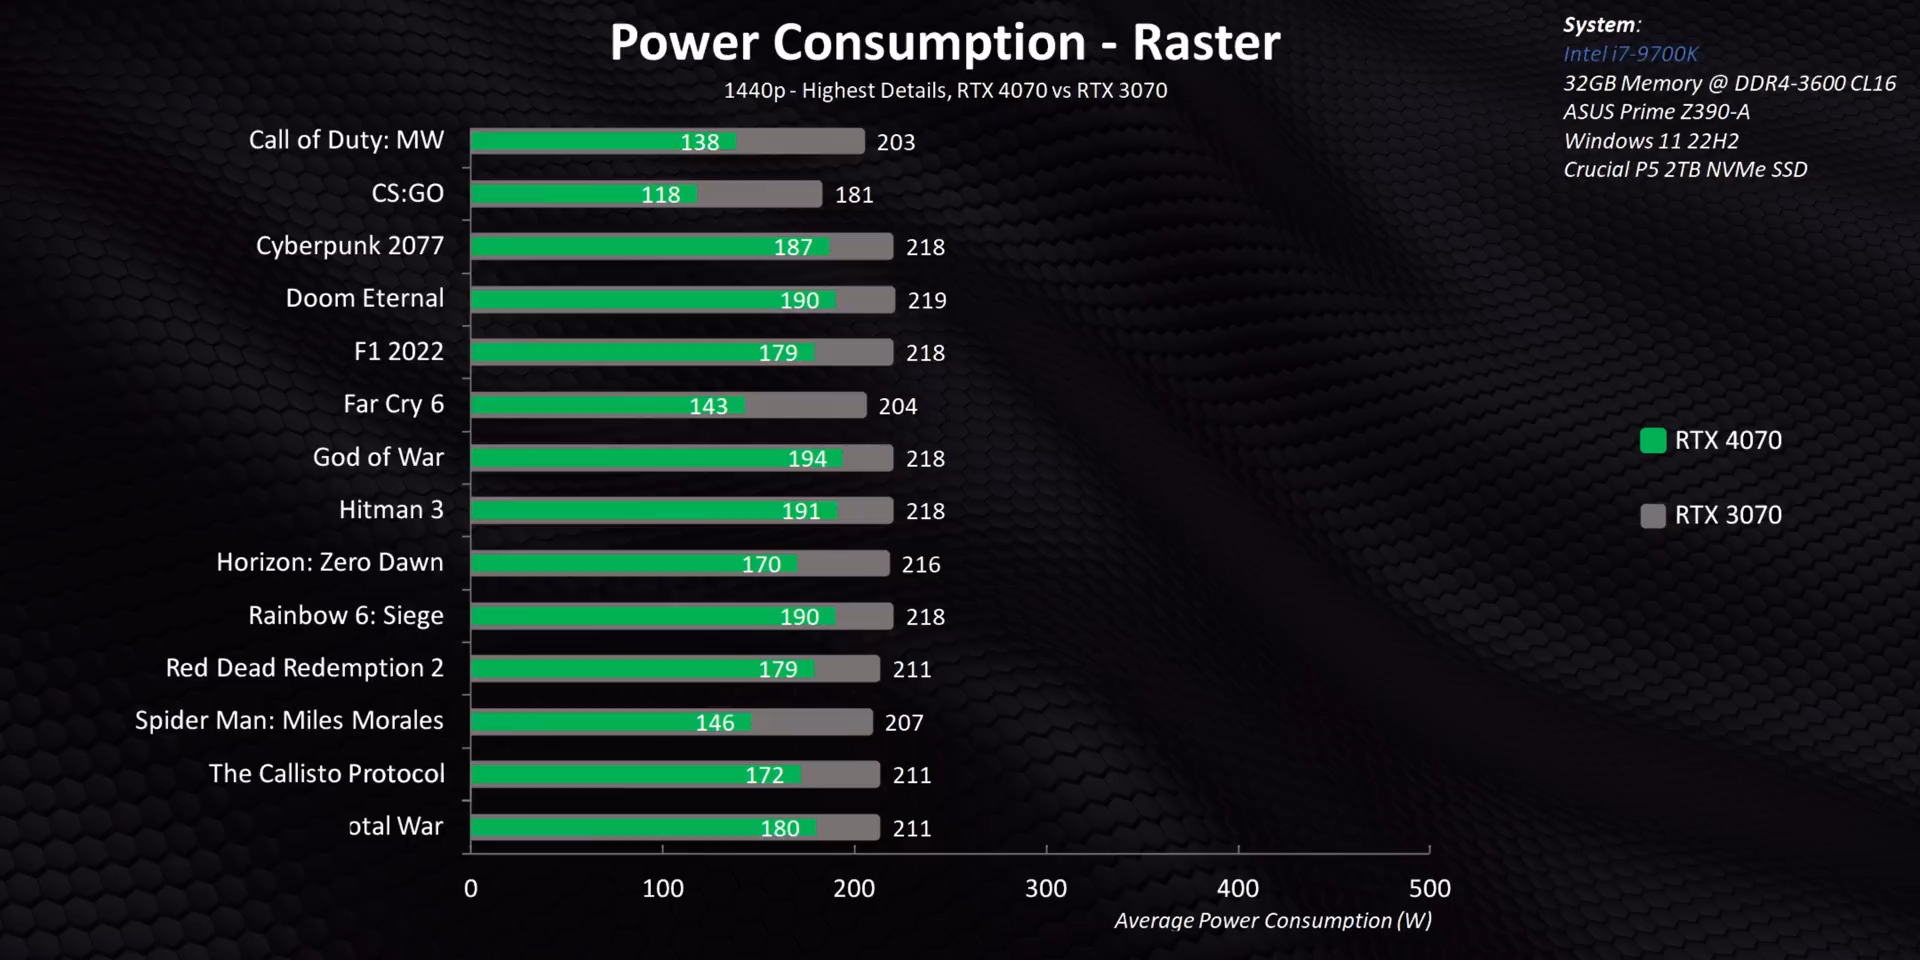 Power Consumption - Raster
1440p - Highest Details, RTX 4070 vs RTX 3070
System:
Intel i7-9700K
32GB Memory @ DDR4-3600 CL16
ASUS Prime Z390-A
Windows 11 22H2
Crucial P5 2TB NVMe SSD
Call of Duty: MW 138 203
CS:GO 118 181
Cyberpunk 2077 187 218
Doom Eternal 190 219
F1 2022 179 218
Far Cry 6 143 204
God of War 194 218
Hitman 3 191 218
Horizon: Zero Dawn 170 216
Rainbow 6: Siege 190 218
Red Dead Redemption 2 179 211
Spider Man: Miles Morales 146 207
The Callisto Protocol 172 211
otal War 180 211
RTX 4070
RTX 3070
0 100 200 300 400 500
Average Power Consumption (W)